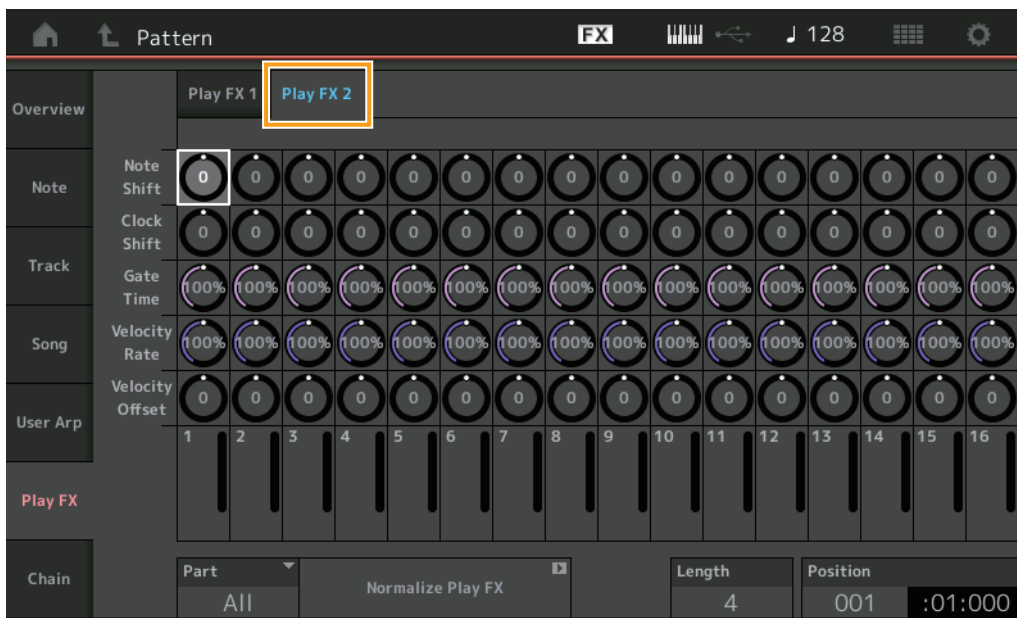 Pattern FX ♩ 128
Play FX 1 Play FX 2
Overview
Note
Track
Song
User Arp
Play FX
Chain
Note
Shift
0 0 0 0 0 0 0 0 0 0 0 0 0 0 0 0
Clock
Shift
0 0 0 0 0 0 0 0 0 0 0 0 0 0 0 0
Gate
Time
100% 100% 100% 100% 100% 100% 100% 100% 100% 100% 100% 100% 100% 100% 100% 100%
Velocity
Rate
100% 100% 100% 100% 100% 100% 100% 100% 100% 100% 100% 100% 100% 100% 100% 100%
Velocity
Offset
0 0 0 0 0 0 0 0 0 0 0 0 0 0 0 0
1 2 3 4 5 6 7 8 9 10 11 12 13 14 15 16
Part
All
Normalize Play FX
Length
4
Position
001 :01:000